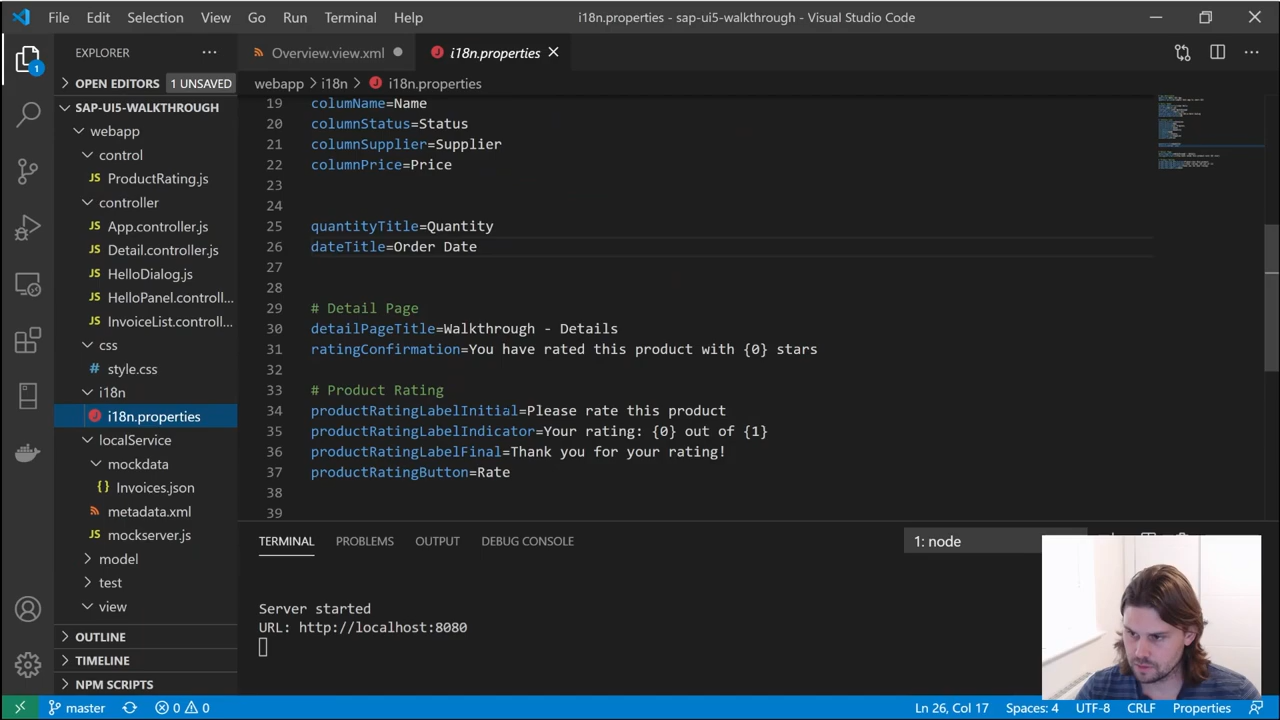 File Edit Selection View Go Run Terminal Help i18n.properties - sap-ui5-walkthrough - Visual Studio Code
EXPLORER
Overview.view.xml
i18n.properties
OPEN EDITORS 1 UNSAVED
webapp > i18n > i18n.properties
SAP-UI5-WALKTHROUGH
webapp
control
ProductRating.js
controller
App.controller.js
Detail.controller.js
HelloDialog.js
HelloPanel.controll...
InvoiceList.controll...
css
style.css
i18n
i18n.properties
localService
mockdata
Invoices.json
metadata.xml
mockserver.js
model
test
view
OUTLINE
TIMELINE
NPM SCRIPTS
1
19 columName=Name
20 columnStatus=Status
21 columnSupplier=Supplier
22 columnPrice=Price
23
24
25 quantityTitle=Quantity
26 dateTitle=Order Date
27
28
29 # Detail Page
30 detailPageTitle=Walkthrough - Details
31 ratingConfirmation=You have rated this product with {0} stars
32
33 # Product Rating
34 productRatingLabelInitial=Please rate this product
35 productRatingLabelIndicator=Your rating: {0} out of {1}
36 productRatingLabelFinal=Thank you for your rating!
37 productRatingButton=Rate
38
39
TERMINAL PROBLEMS OUTPUT DEBUG CONSOLE 1: node
Server started
URL: http://localhost:8080
master 0 0 Ln 26, Col 17 Spaces: 4 UTF-8 CRLF Properties